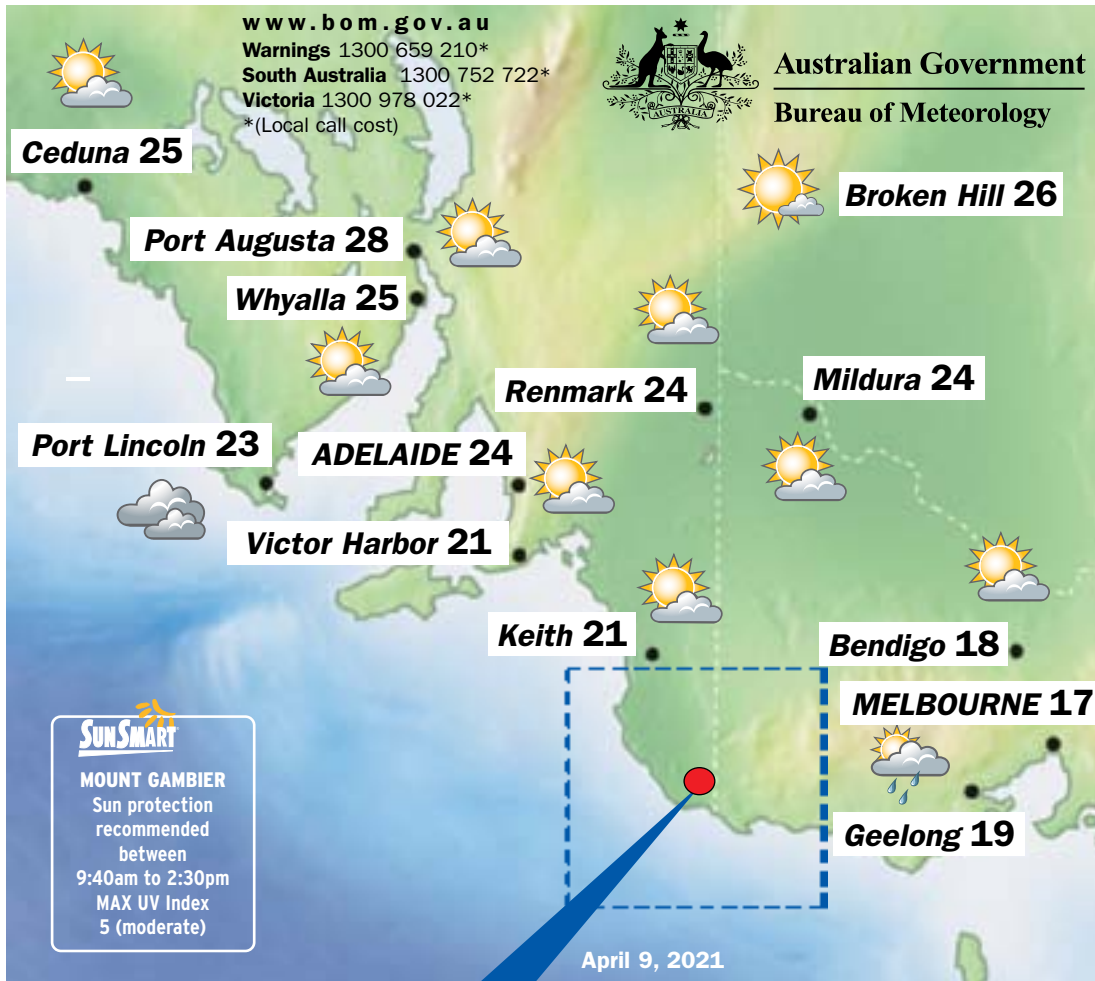 www.bom.gov.au
Warnings 1300 659 210*
South Australia 1300 752 722*
Victoria 1300 978 022*
*(Local call cost)
AUSTRALIA
Australian Government
Bureau of Meteorology
Ceduna 25
Broken Hill 26
Port Augusta 28
Whyalla 25
Renmark 24
Mildura 24
Port Lincoln 23
ADELAIDE 24
Victor Harbor 21
Keith 21
Bendigo 18
MELBOURNE 17
Geelong 19
SUNSMART
MOUNT GAMBIER
Sun protection
recommended
between
9:40am to 2:30pm
MAX UV Index
5 (moderate)
April 9, 2021